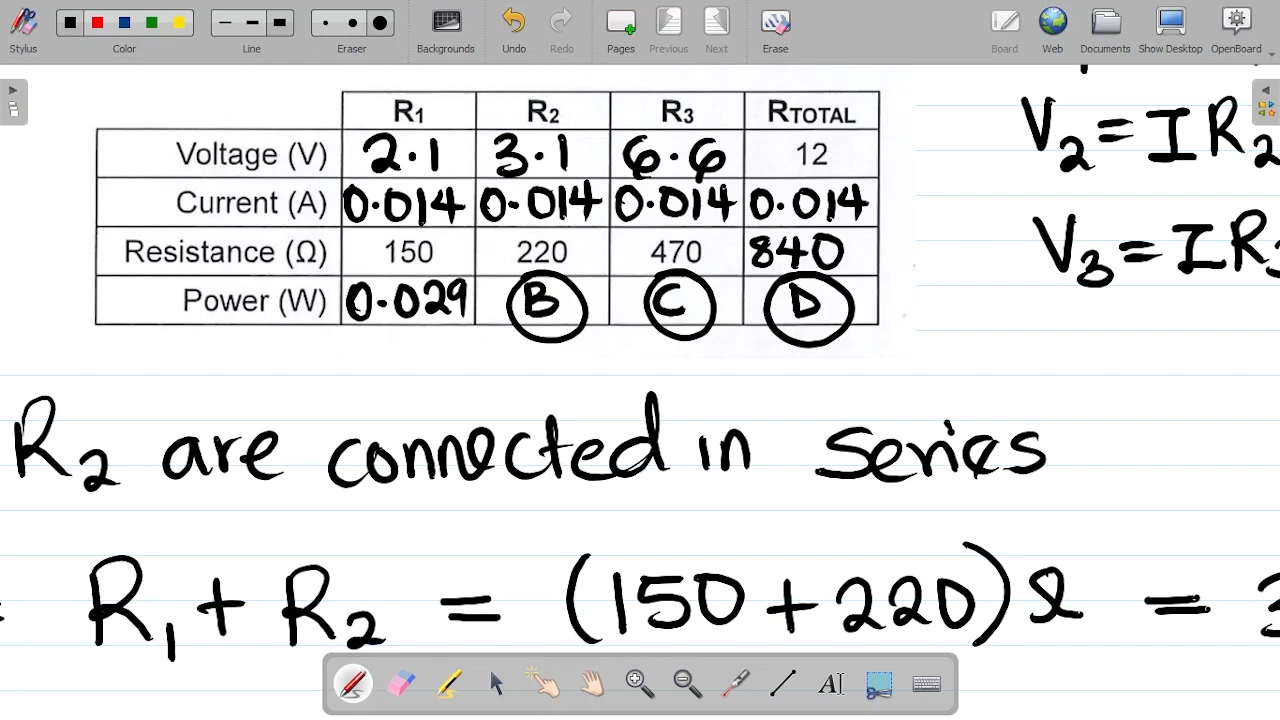 Stylus Color Line Eraser Backgrounds Undo Redo Pages Previous Next Erase Board Web Documents Show Desktop OpenBoard
R1 R2 R3 RTOTAL
Voltage (V) 2.1 3.1 6.6 12
Current (A) 0.014 0.014 0.014 0.014
Resistance (Ω) 150 220 470 840
Power (W) 0.029 B C D
V2 = IR2
V3 = IR3
R2 are connected in series
R1 + R2 = (150 + 220) Ω = 3